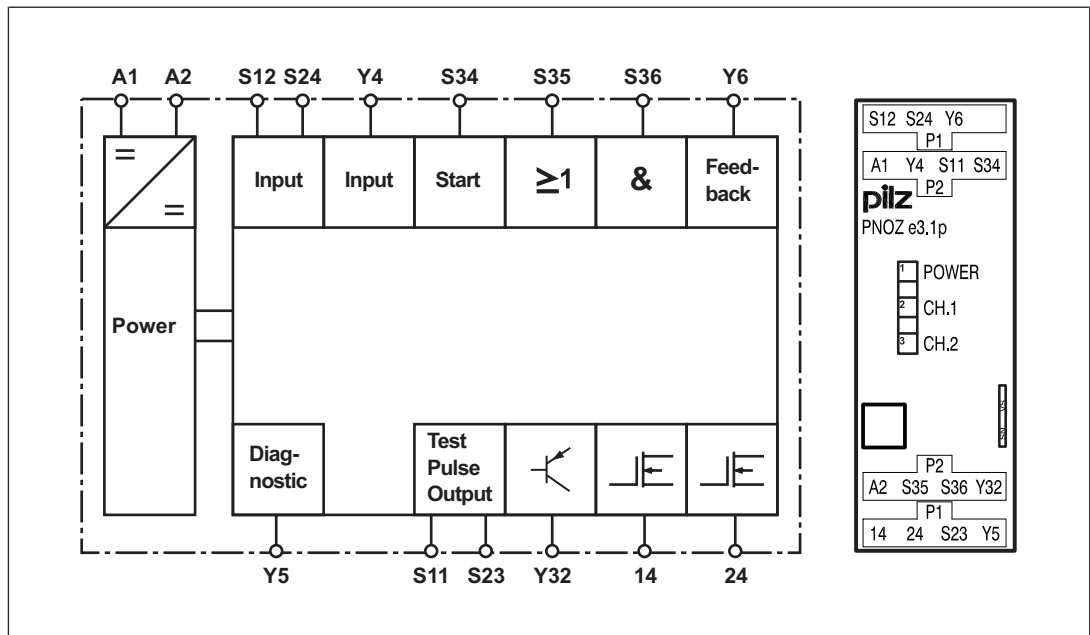 A1 A2 S12 S24 Y4 S34 S35 S36 Y6
= Input Input Start ≥1 & Feed-
back
=
Power
Diag-
nostic
Test
Pulse
Output
Y5 S11 S23 Y32 14 24
S12 S24 Y6
P1
A1 Y4 S11 S34
P2
pilz
PNOZ e3.1p
1 POWER
2 CH.1
3 CH.2
SN VS
P2
A2 S35 S36 Y32
P1
14 24 S23 Y5